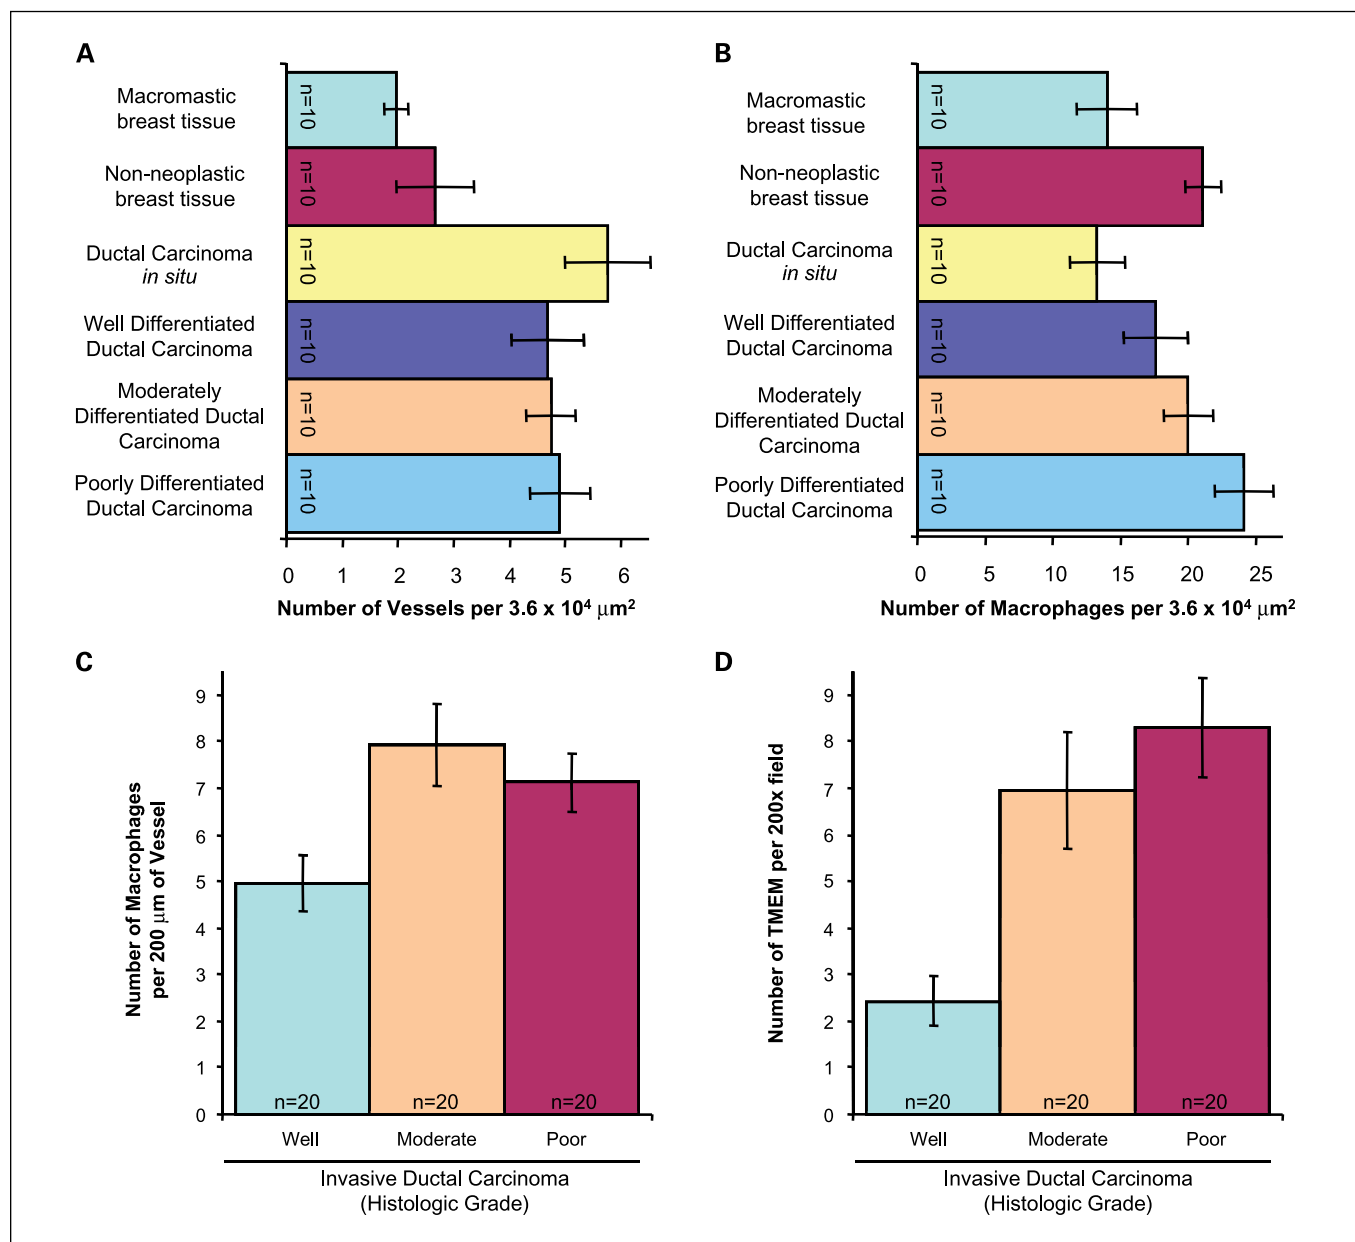 A
Macromastic
breast tissue
n=10
Non-neoplastic
breast tissue
n=10
Ductal Carcinoma
in situ
n=10
Well Differentiated
Ductal Carcinoma
n=10
Moderately
Differentiated Ductal
Carcinoma
n=10
Poorly Differentiated
Ductal Carcinoma
n=10
0 1 2 3 4 5 6
Number of Vessels per 3.6 x 10⁴ μm²
B
Macromastic
breast tissue
n=10
Non-neoplastic
breast tissue
n=10
Ductal Carcinoma
in situ
n=10
Well Differentiated
Ductal Carcinoma
n=10
Moderately
Differentiated Ductal
Carcinoma
n=10
Poorly Differentiated
Ductal Carcinoma
n=10
0 5 10 15 20 25
Number of Macrophages per 3.6 x 10⁴ μm²
C
Number of Macrophages
per 200 μm of Vessel
9
8
7
6
5
4
3
2
1
0
n=20 n=20 n=20
Well Moderate Poor
Invasive Ductal Carcinoma
(Histologic Grade)
D
Number of TMEM per 200x field
9
8
7
6
5
4
3
2
1
0
n=20 n=20 n=20
Well Moderate Poor
Invasive Ductal Carcinoma
(Histologic Grade)